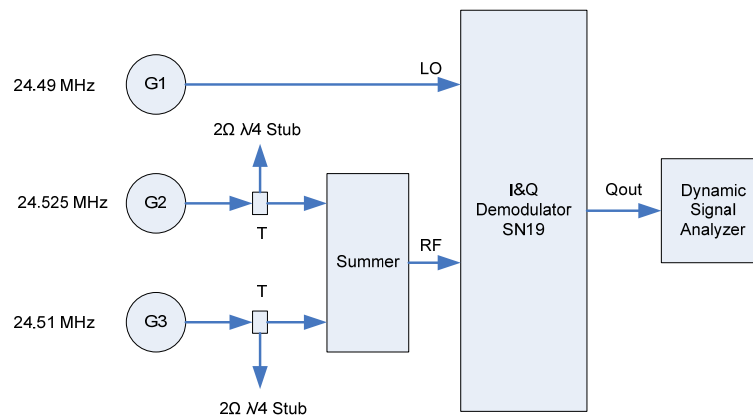 24.49 MHz
G1
LO
2Ω λ/4 Stub
24.525 MHz
G2
T
Summer
RF
I&Q
Demodulator
SN19
Qout
Dynamic
Signal
Analyzer
T
24.51 MHz
G3
2Ω λ/4 Stub